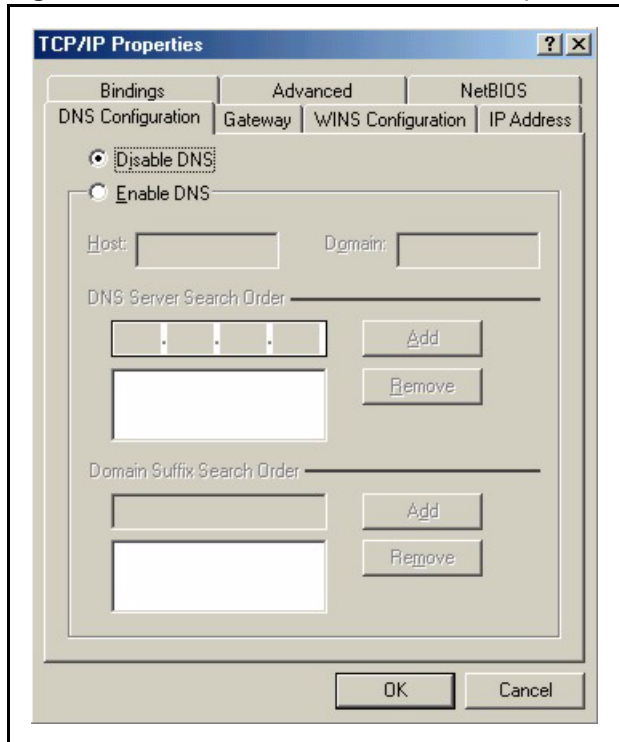 TCP/IP Properties ? ×
Bindings Advanced NetBIOS
DNS Configuration Gateway WINS Configuration IP Address
Disable DNS
Enable DNS
Host: Domain:
DNS Server Search Order
. . . Add
Remove
Domain Suffix Search Order
Add
Remove
OK Cancel